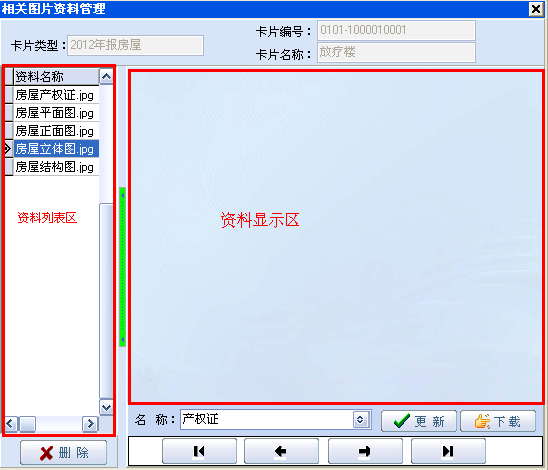 相关图片资料管理
卡片类型：2012年报房屋
卡片编号：0101-1000010001
卡片名称：放疗楼
资料名称
房屋产权证.jpg
房屋平面图.jpg
房屋正面图.jpg
房屋立体图.jpg
房屋结构图.jpg
资料列表区
资料显示区
名 称：产权证
更 新
下 载
删 除